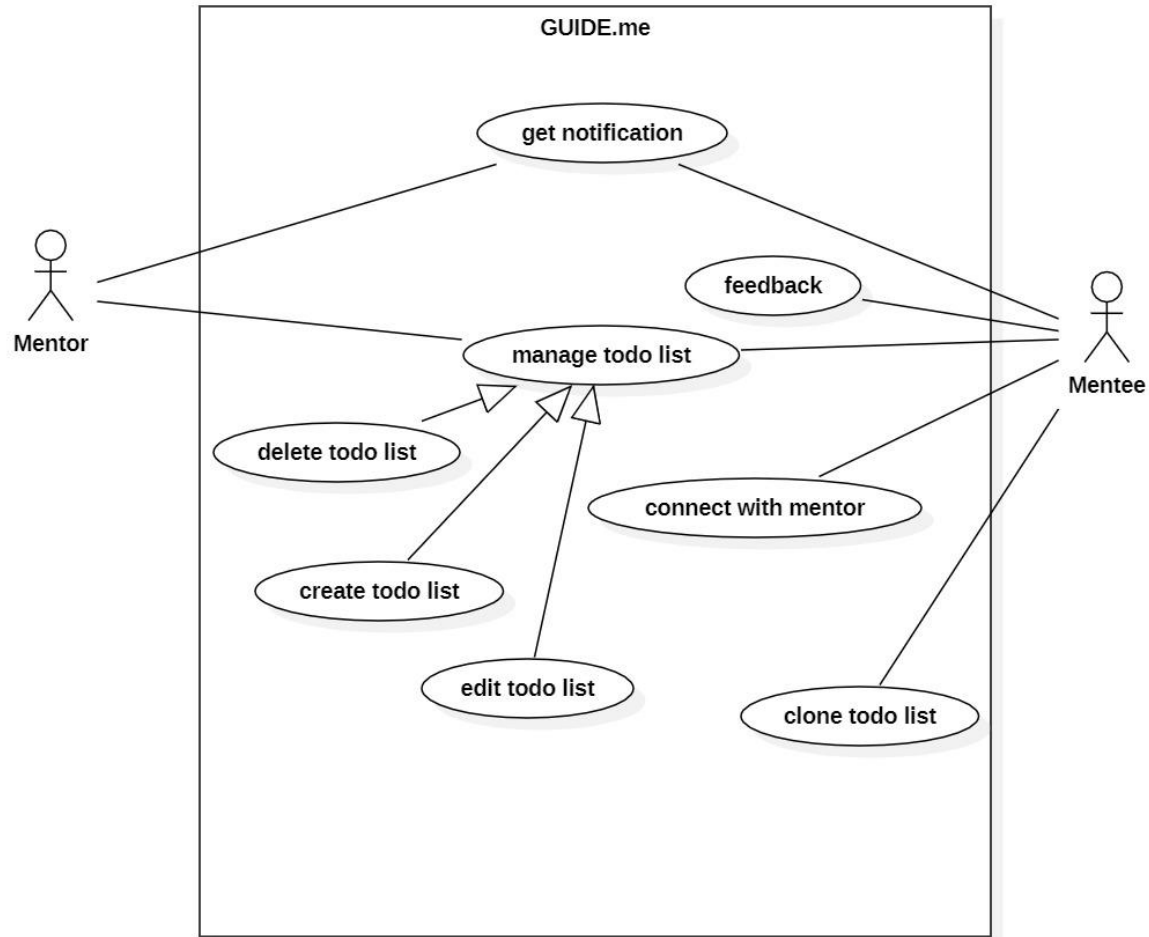 GUIDE.me
get notification
feedback
Mentor
manage todo list
Mentee
delete todo list
connect with mentor
create todo list
edit todo list
clone todo list